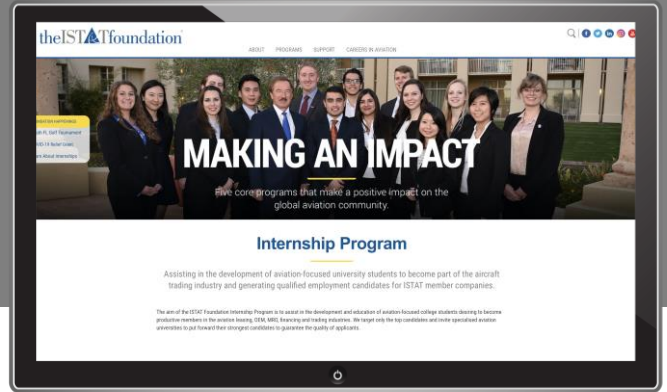 theISTATfoundation
ABOUT PROGRAMS SUPPORT CAREERS IN AVIATION
MAKING AN IMPACT
Five core programs that make a positive impact on the
global aviation community.
Internship Program
Assisting in the development of aviation-focused university students to become part of the aircraft
trading industry and generating qualified employment candidates for ISTAT member companies.
The aim of the ISTAT Foundation Internship Program is to assist in the development and education of aviation-focused college students desiring to become
productive members in the aviation leasing, OEM, MRO, financing and trading industries. We target only the top candidates and invite specialised aviation
universities to put forward their strongest candidates to guarantee the quality of applicants.